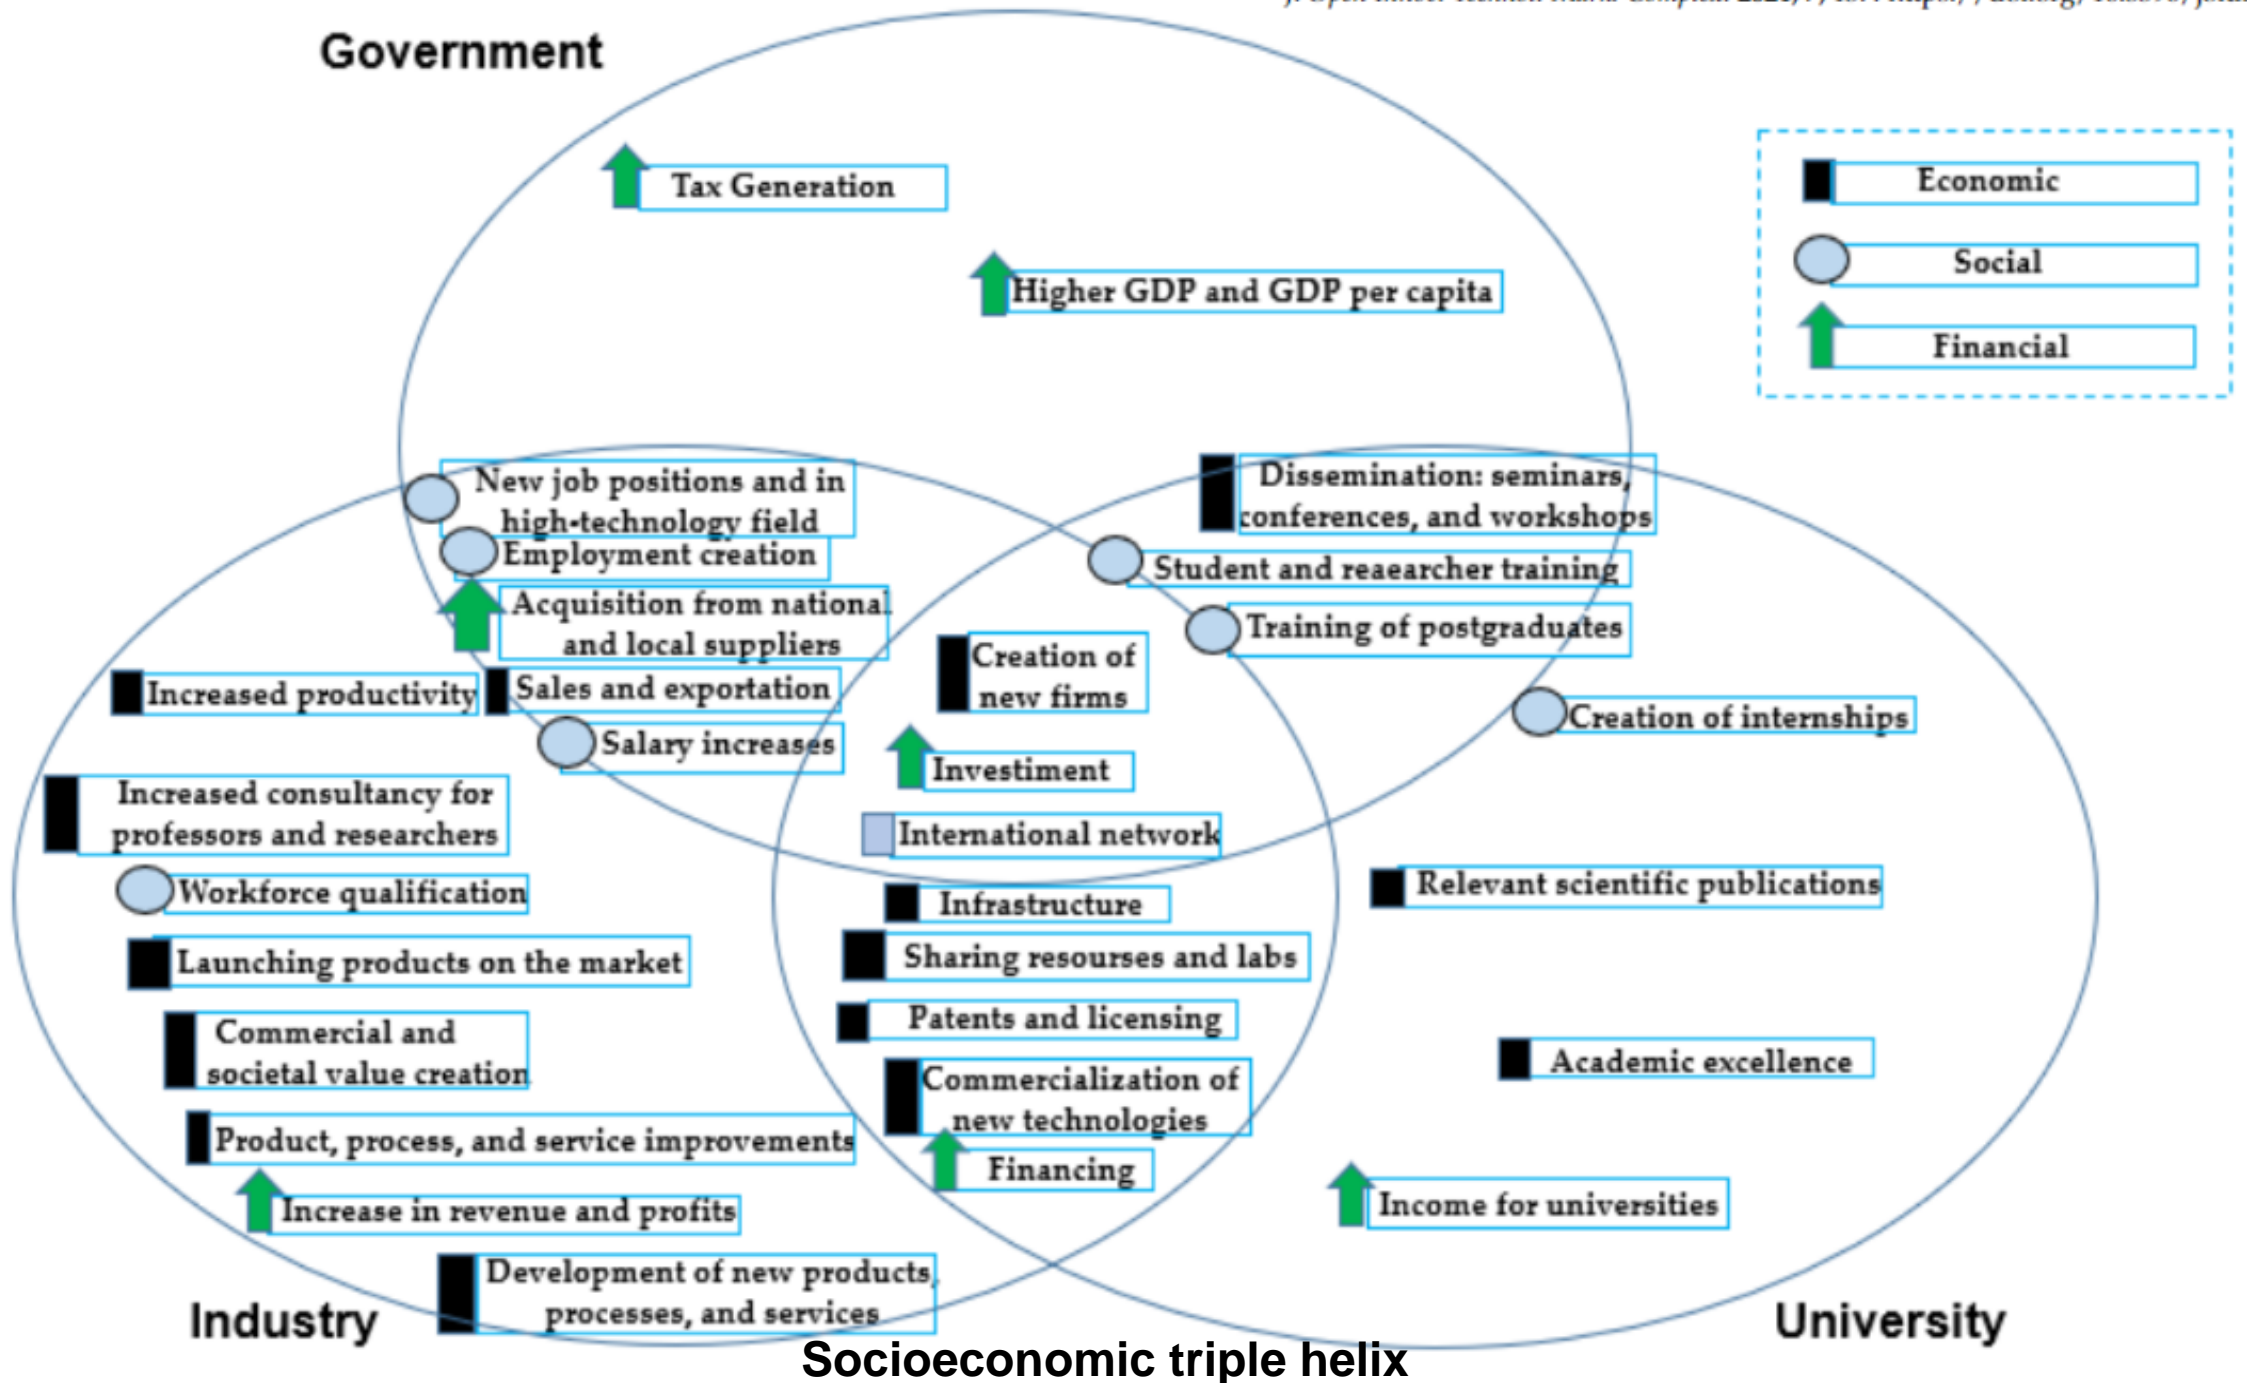 Government
Tax Generation
Higher GDP and GDP per capita
Economic
Social
Financial
New job positions and in
high-technology field
Employment creation
Acquisition from national
and local suppliers
Sales and exportation
Salary increases
Dissemination: seminars,
conferences, and workshops
Student and reaearcher training
Training of postgraduates
Creation of internships
Creation of
new firms
Investiment
International network
Increased productivity
Increased consultancy for
professors and researchers
Workforce qualification
Launching products on the market
Commercial and
societal value creation
Product, process, and service improvements
Increase in revenue and profits
Development of new products,
processes, and services
Infrastructure
Sharing resourses and labs
Patents and licensing
Commercialization of
new technologies
Financing
Relevant scientific publications
Academic excellence
Income for universities
Industry
University
Socioeconomic triple helix